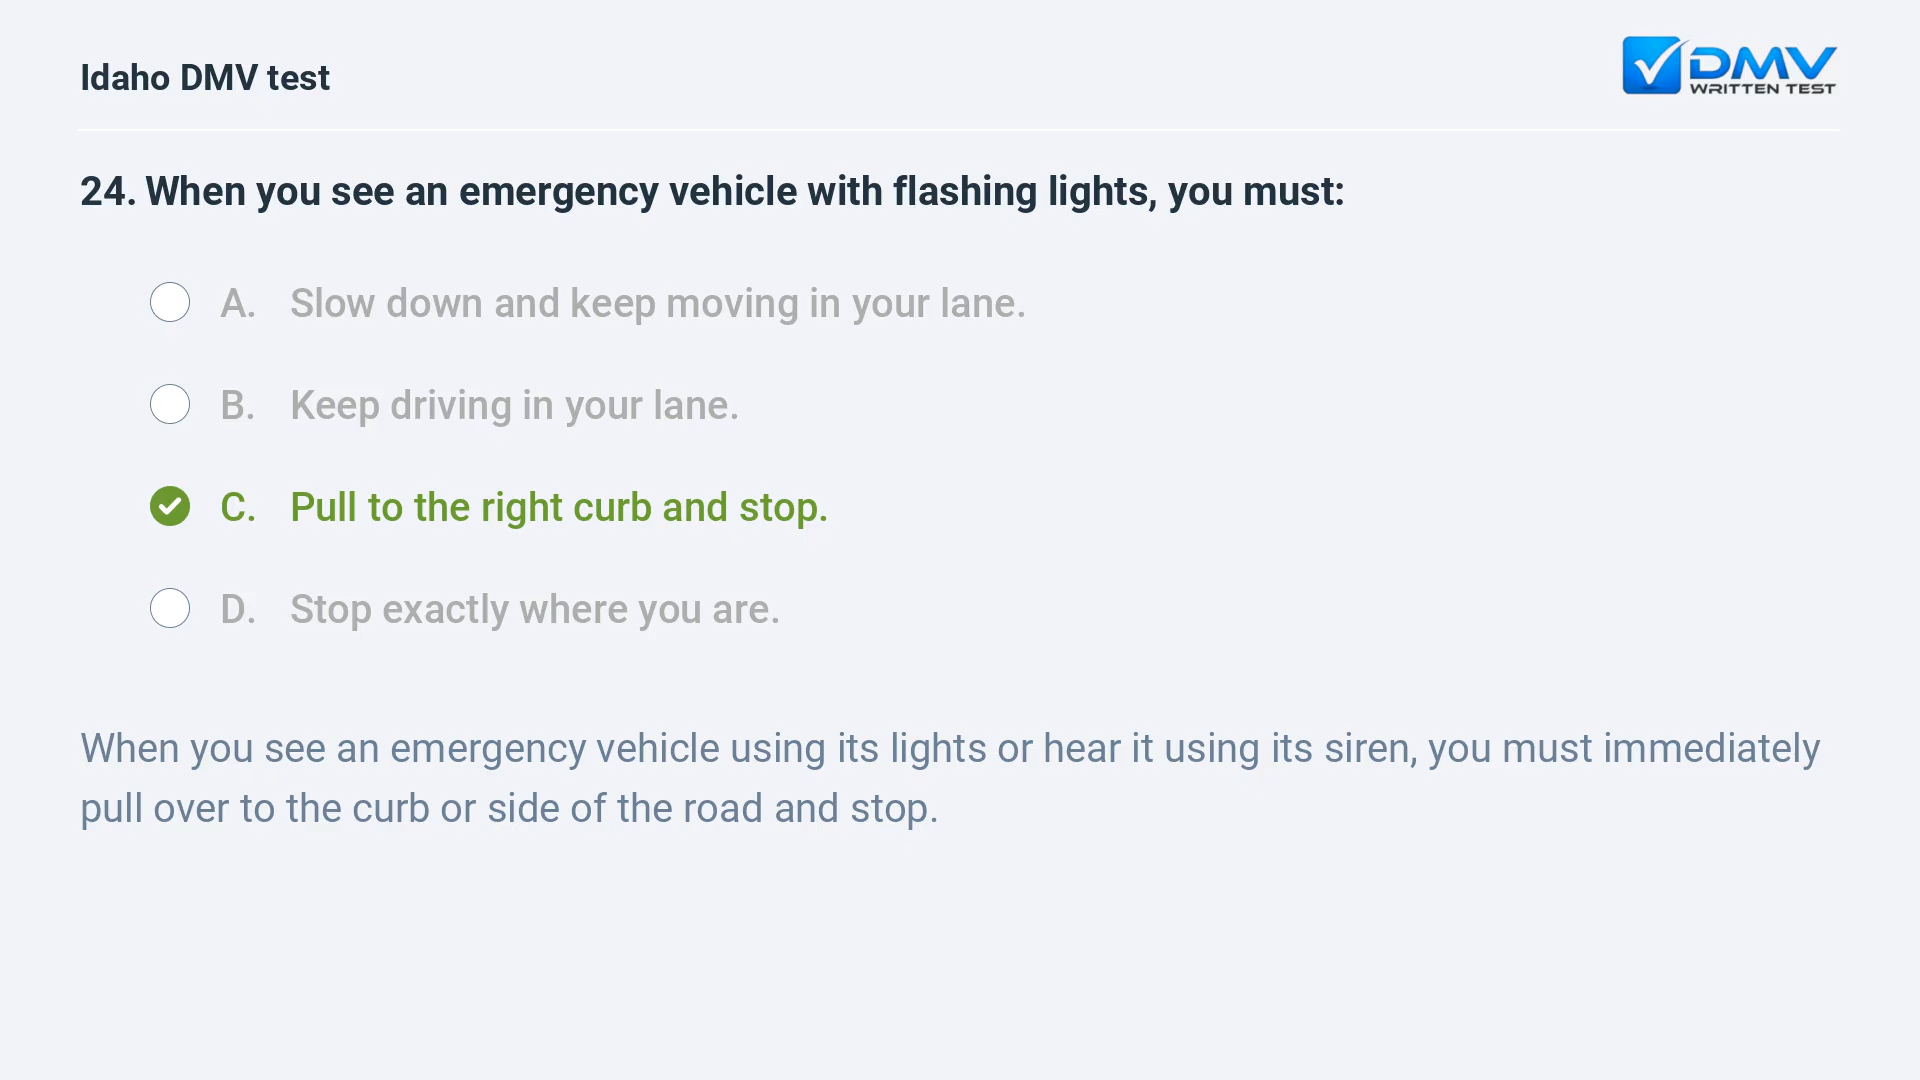 Idaho DMV test
DMV
WRITTEN TEST
24. When you see an emergency vehicle with flashing lights, you must:
A. Slow down and keep moving in your lane.
B. Keep driving in your lane.
C. Pull to the right curb and stop.
D. Stop exactly where you are.
When you see an emergency vehicle using its lights or hear it using its siren, you must immediately
pull over to the curb or side of the road and stop.